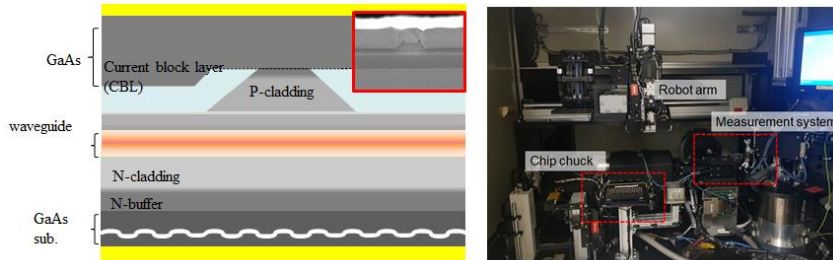 GaAs
Current block layer
(CBL)
P-cladding
waveguide
N-cladding
N-buffer
GaAs
sub.
Robot arm
Measurement system
Chip chuck